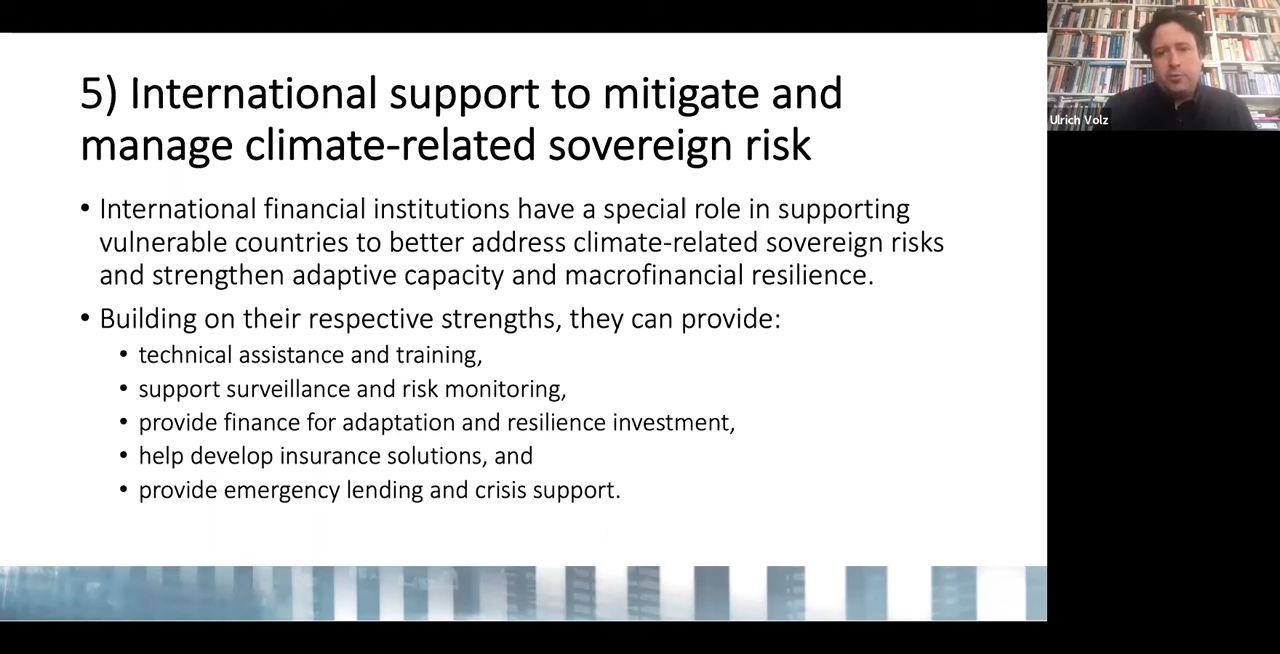 5) International support to mitigate and
manage climate-related sovereign risk
• International financial institutions have a special role in supporting
vulnerable countries to better address climate-related sovereign risks
and strengthen adaptive capacity and macrofinancial resilience.
• Building on their respective strengths, they can provide:
• technical assistance and training,
• support surveillance and risk monitoring,
• provide finance for adaptation and resilience investment,
• help develop insurance solutions, and
• provide emergency lending and crisis support.
Ulrich Volz